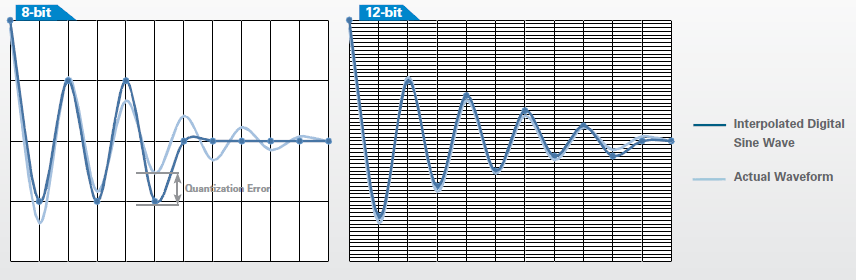 8-bit
12-bit
Quantization Error
Interpolated Digital
Sine Wave
Actual Waveform